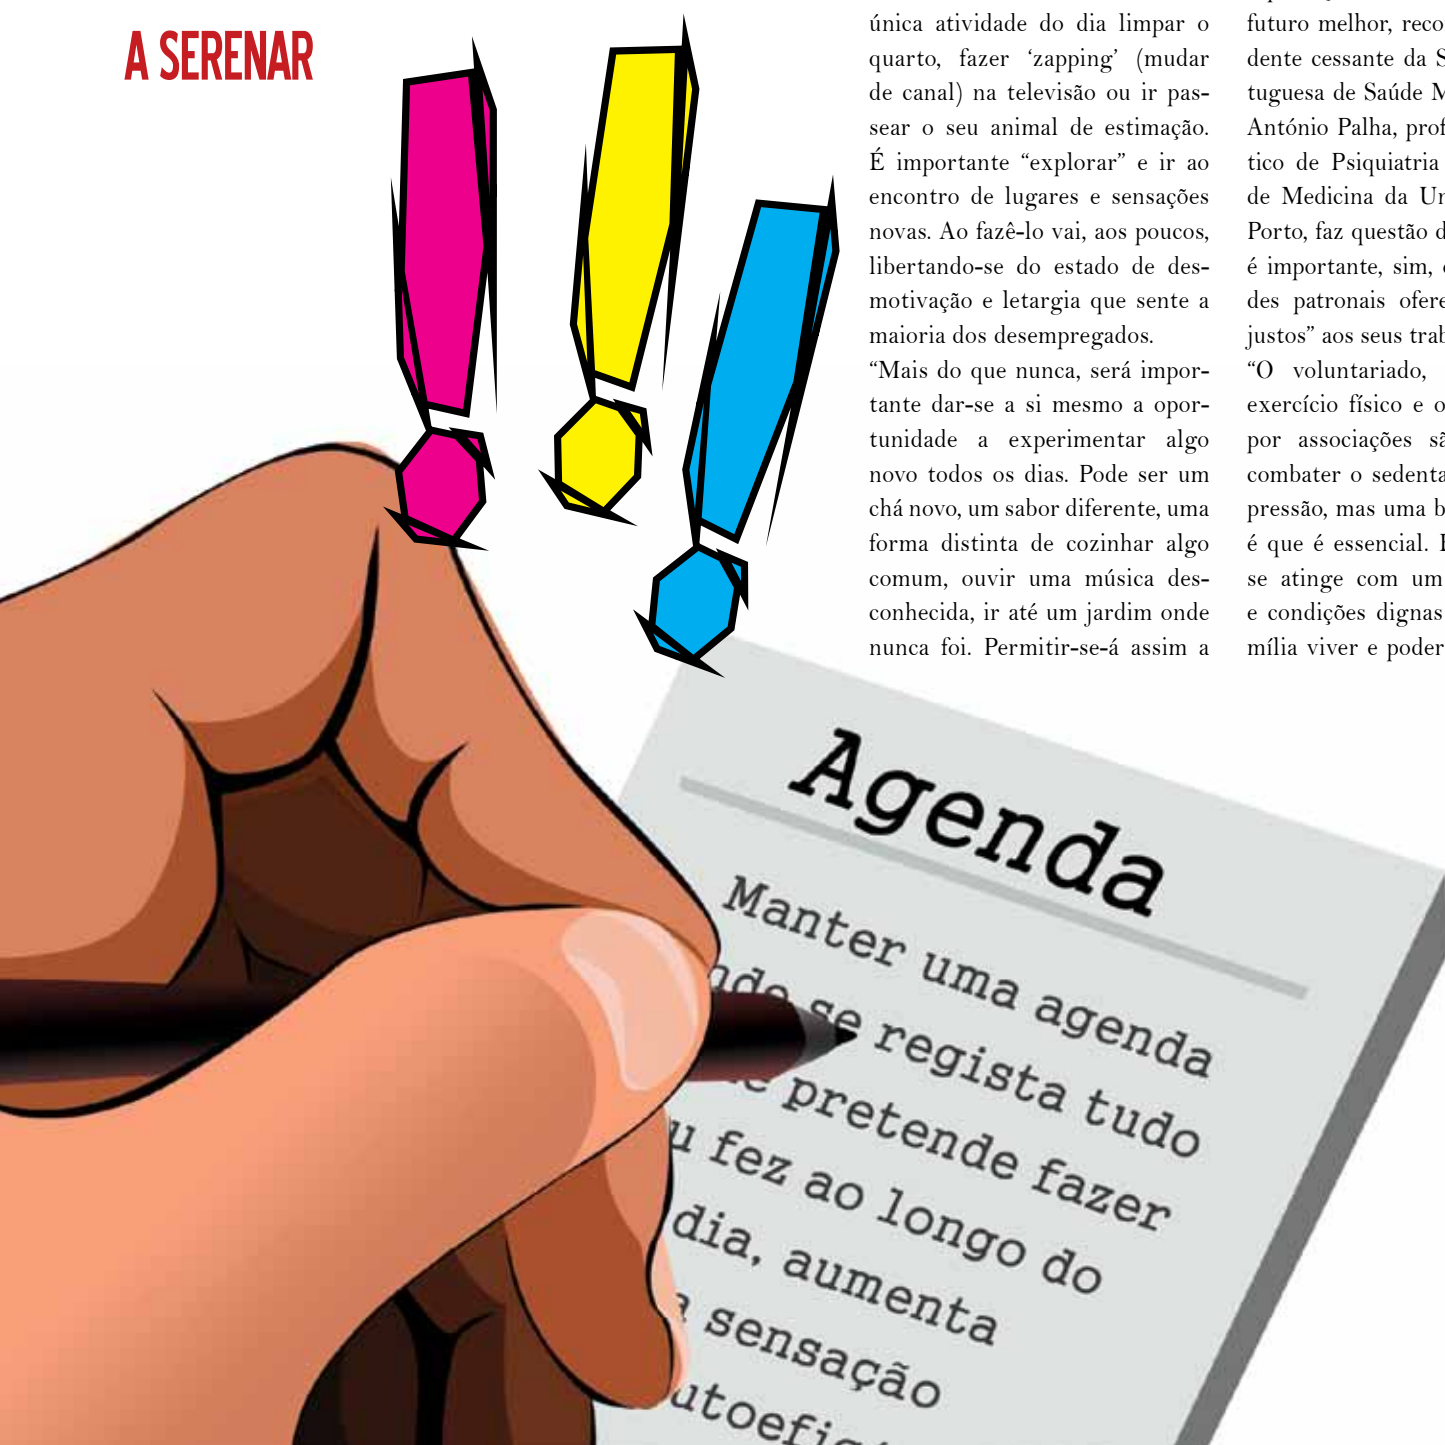 A SERENAR
única atividade do dia limpar o
quarto, fazer ‘zapping’ (mudar
de canal) na televisão ou ir pas-
sear o seu animal de estimação.
É importante “explorar” e ir ao
encontro de lugares e sensações
novas. Ao fazê-lo vai, aos poucos,
libertando-se do estado de des-
motivação e letargia que sente a
maioria dos desempregados.
“Mais do que nunca, será impor-
tante dar-se a si mesmo a opor-
tunidade a experimentar algo
novo todos os dias. Pode ser um
chá novo, um sabor diferente, uma
forma distinta de cozinhar algo
comum, ouvir uma música des-
conhecida, ir até um jardim onde
nunca foi. Permitir-se-á assim a
futuro melhor, reco
dente cessante da S
tuguesa de Saúde M
António Palha, prof
tico de Psiquiatria
de Medicina da Un
Porto, faz questão d
é importante, sim,
des patronais ofere
justos” aos seus trab
“O voluntariado,
exercício físico e o
por associações sã
combater o sedenta
pressão, mas uma b
é que é essencial. E
se atinge com um
e condições dignas
mília viver e poder
Agenda
Manter uma agenda
nde se regista tudo
e pretende fazer
u fez ao longo do
dia, aumenta
a sensação
utoefic